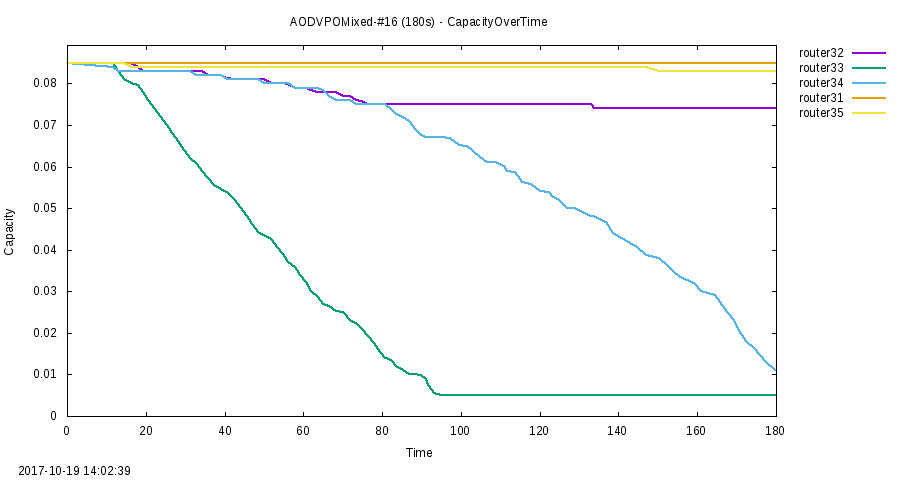 AODVPOMixed-#16 (180s) - CapacityOverTime
router32
router33
router34
router31
router35
Capacity
0.08
0.07
0.06
0.05
0.04
0.03
0.02
0.01
0
0 20 40 60 80 100 120 140 160 180
Time
2017-10-19 14:02:39